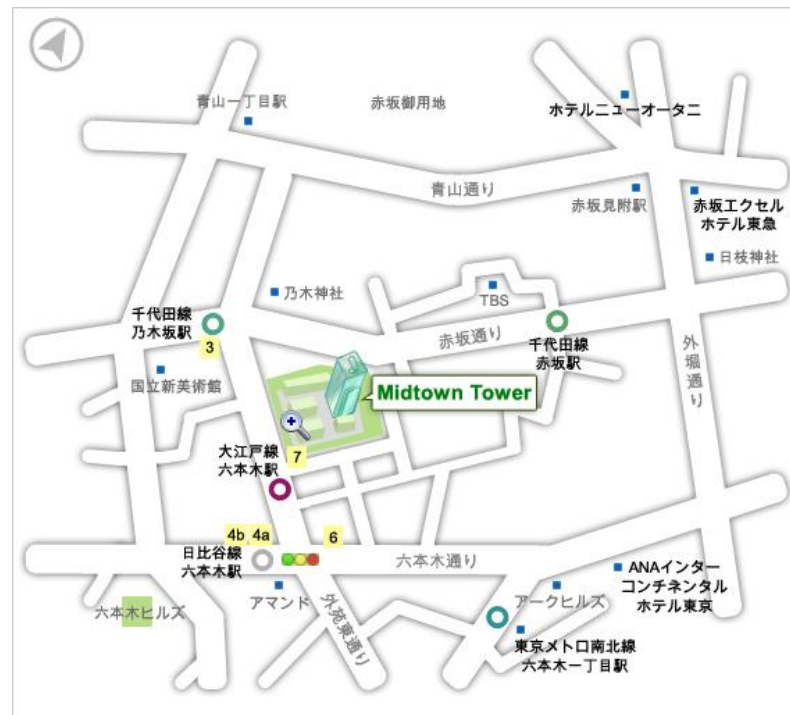 青山一丁目駅
赤坂御用地
ホテルニューオータニ
青山通り
赤坂見附駅
赤坂エクセル
ホテル東急
日枝神社
乃木神社
TBS
千代田線
乃木坂駅
3
赤坂通り
千代田線
赤坂駅
外堀通り
国立新美術館
Midtown Tower
大江戸線
六本木駅
7
4b
4a
6
日比谷線
六本木駅
六本木通り
ANAインター
コンチネンタル
ホテル東京
六本木ヒルズ
アマンド
外苑東通り
アークヒルズ
東京メトロ南北線
六本木一丁目駅